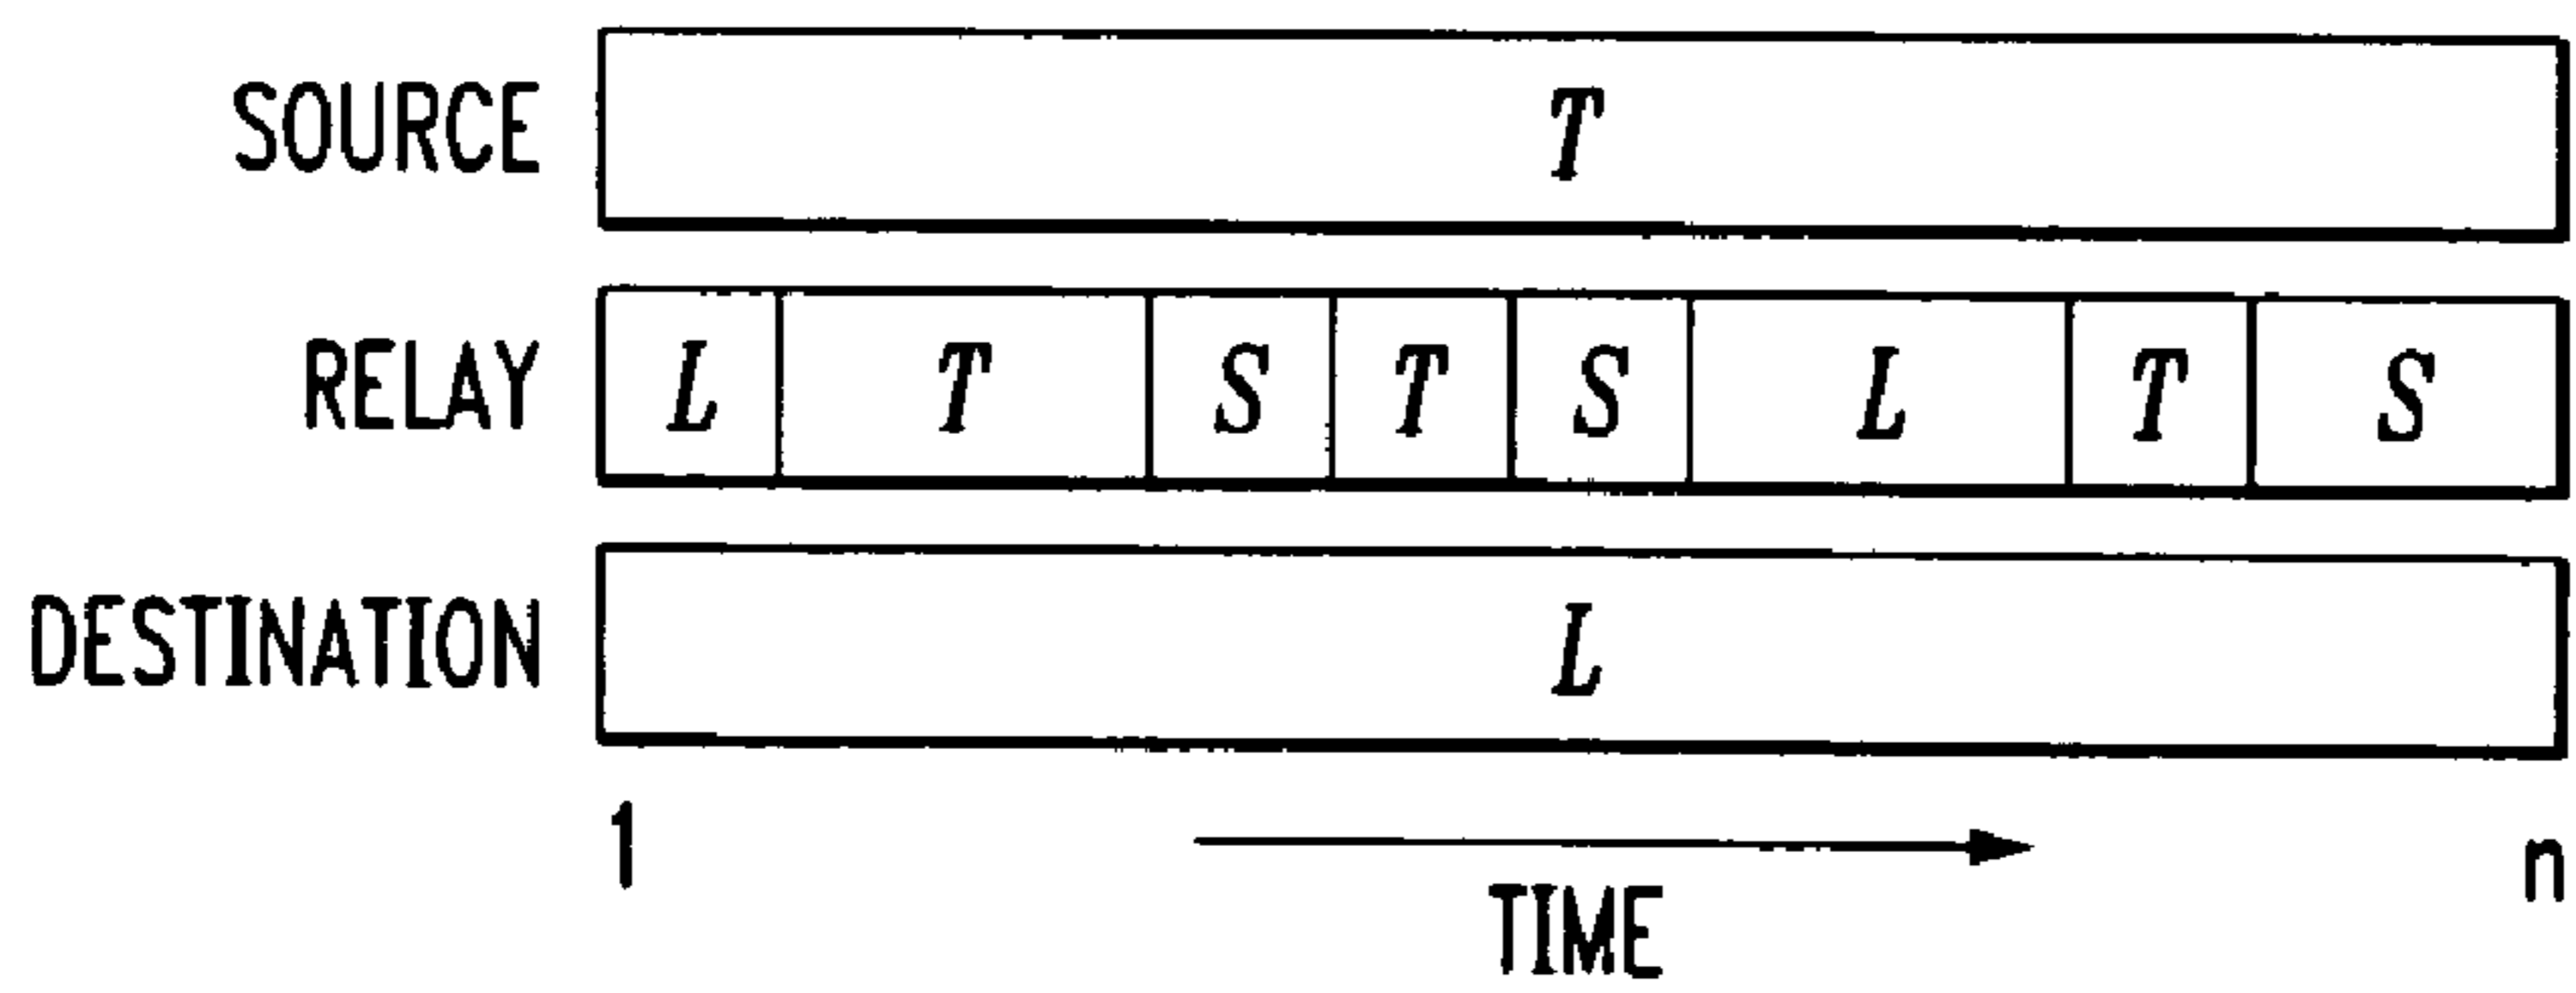 SOURCE T
RELAY L T S T S L T S
DESTINATION L
1 n
TIME